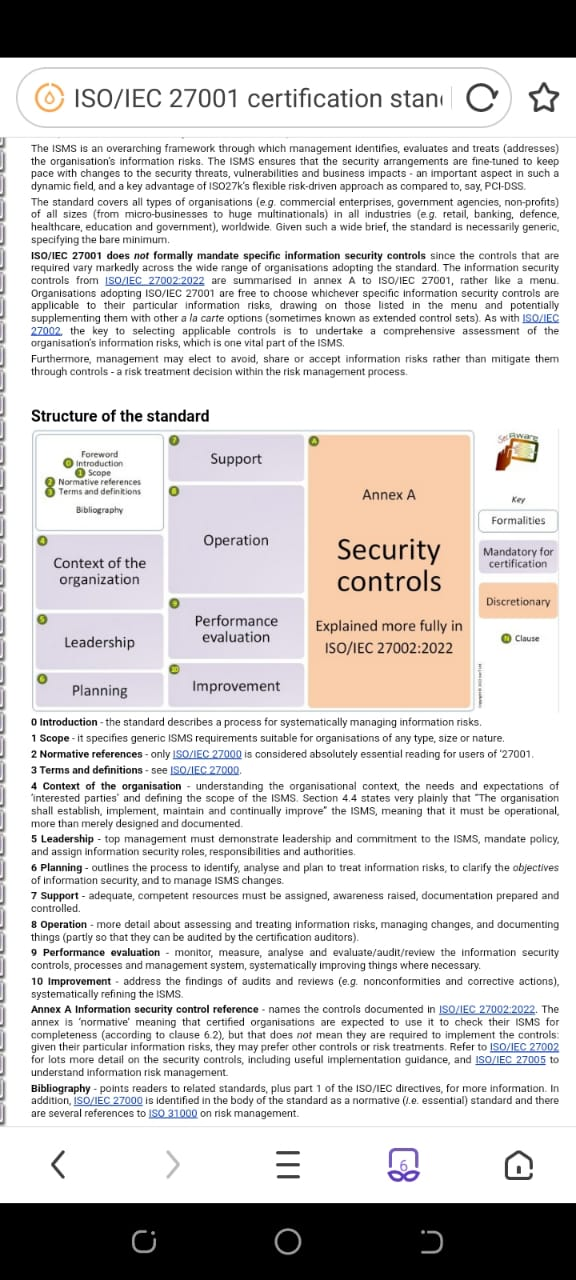 ISO/IEC 27001 certification stan
The ISMS is an overarching framework through which management identifies, evaluates and treats (addresses)
the organisation's information risks. The ISMS ensures that the security arrangements are fine-tuned to keep
pace with changes to the security threats, vulnerabilities and business impacts - an important aspect in such a
dynamic field, and a key advantage of ISO27k's flexible risk-driven approach as compared to, say, PCI-DSS.
The standard covers all types of organisations (e.g. commercial enterprises, government agencies, non-profits)
of all sizes (from micro-businesses to huge multinationals) in all industries (e.g. retail, banking, defence,
healthcare, education and government), worldwide. Given such a wide brief, the standard is necessarily generic,
specifying the bare minimum.
ISO/IEC 27001 does not formally mandate specific information security controls since the controls that are
required vary markedly across the wide range of organisations adopting the standard. The information security
controls from ISO/IEC 27002:2022 are summarised in annex A to ISO/IEC 27001, rather like a menu.
Organisations adopting ISO/IEC 27001 are free to choose whichever specific information security controls are
applicable to their particular information risks, drawing on those listed in the menu and potentially
supplementing them with other a la carte options (sometimes known as extended control sets). As with ISO/IEC
27002, the key to selecting applicable controls is to undertake a comprehensive assessment of the
organisation's information risks, which is one vital part of the ISMS.
Furthermore, management may elect to avoid, share or accept information risks rather than mitigate them
through controls - a risk treatment decision within the risk management process.
Structure of the standard
Foreword
0 Introduction
1 Scope
2 Normative references
3 Terms and definitions
Bibliography
4
Context of the
organization
5
Leadership
6
Planning
7
Support
8
Operation
9
Performance
evaluation
10
Improvement
A
Annex A
Security
controls
Explained more fully in
ISO/IEC 27002:2022
SecAware
Key
Formalities
Mandatory for
certification
Discretionary
N Clause
0 Introduction - the standard describes a process for systematically managing information risks.
1 Scope - it specifies generic ISMS requirements suitable for organisations of any type, size or nature.
2 Normative references - only ISO/IEC 27000 is considered absolutely essential reading for users of '27001.
3 Terms and definitions - see ISO/IEC 27000.
4 Context of the organisation - understanding the organisational context, the needs and expectations of
'interested parties' and defining the scope of the ISMS. Section 4.4 states very plainly that "The organisation
shall establish, implement, maintain and continually improve" the ISMS, meaning that it must be operational,
more than merely designed and documented.
5 Leadership - top management must demonstrate leadership and commitment to the ISMS, mandate policy,
and assign information security roles, responsibilities and authorities.
6 Planning - outlines the process to identify, analyse and plan to treat information risks, to clarify the objectives
of information security, and to manage ISMS changes.
7 Support - adequate, competent resources must be assigned, awareness raised, documentation prepared and
controlled.
8 Operation - more detail about assessing and treating information risks, managing changes, and documenting
things (partly so that they can be audited by the certification auditors).
9 Performance evaluation - monitor, measure, analyse and evaluate/audit/review the information security
controls, processes and management system, systematically improving things where necessary.
10 Improvement - address the findings of audits and reviews (e.g. nonconformities and corrective actions),
systematically refining the ISMS.
Annex A Information security control reference - names the controls documented in ISO/IEC 27002:2022. The
annex is 'normative' meaning that certified organisations are expected to use it to check their ISMS for
completeness (according to clause 6.2), but that does not mean they are required to implement the controls:
given their particular information risks, they may prefer other controls or risk treatments. Refer to ISO/IEC 27002
for lots more detail on the security controls, including useful implementation guidance, and ISO/IEC 27005 to
understand information risk management.
Bibliography - points readers to related standards, plus part 1 of the ISO/IEC directives, for more information. In
addition, ISO/IEC 27000 is identified in the body of the standard as a normative (i.e. essential) standard and there
are several references to ISO 31000 on risk management.
6